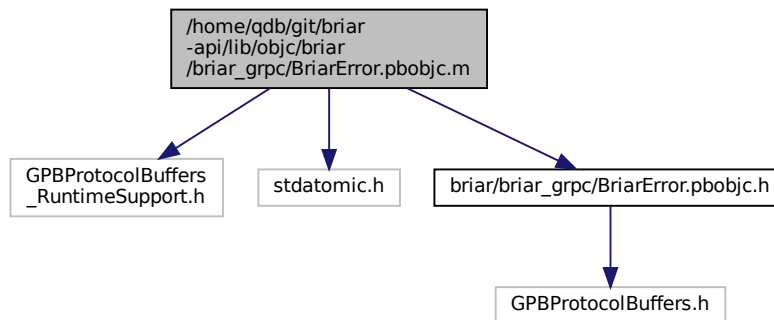 /home/qdb/git/briar
-api/lib/objc/briar
/briar_grpc/BriarError.pbobjc.m
GPBProtocolBuffers
_RuntimeSupport.h
stdatomic.h
briar/briar_grpc/BriarError.pbobjc.h
GPBProtocolBuffers.h